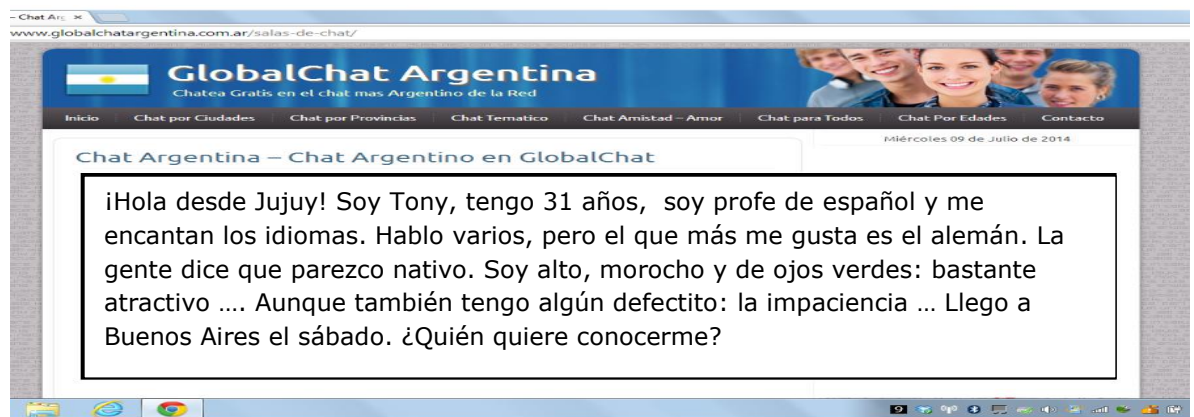 – Chat Arg ×
www.globalchatargentina.com.ar/salas-de-chat/
GlobalChat Argentina
Chatea Gratis en el chat mas Argentino de la Red
Inicio Chat por Ciudades Chat por Provincias Chat Tematico Chat Amistad – Amor Chat para Todos Chat Por Edades Contacto
Miércoles 09 de Julio de 2014
Chat Argentina – Chat Argentino en GlobalChat
¡Hola desde Jujuy! Soy Tony, tengo 31 años, soy profe de español y me
encantan los idiomas. Hablo varios, pero el que más me gusta es el alemán. La
gente dice que parezco nativo. Soy alto, morocho y de ojos verdes: bastante
atractivo .... Aunque también tengo algún defectito: la impaciencia ... Llego a
Buenos Aires el sábado. ¿Quién quiere conocerme?